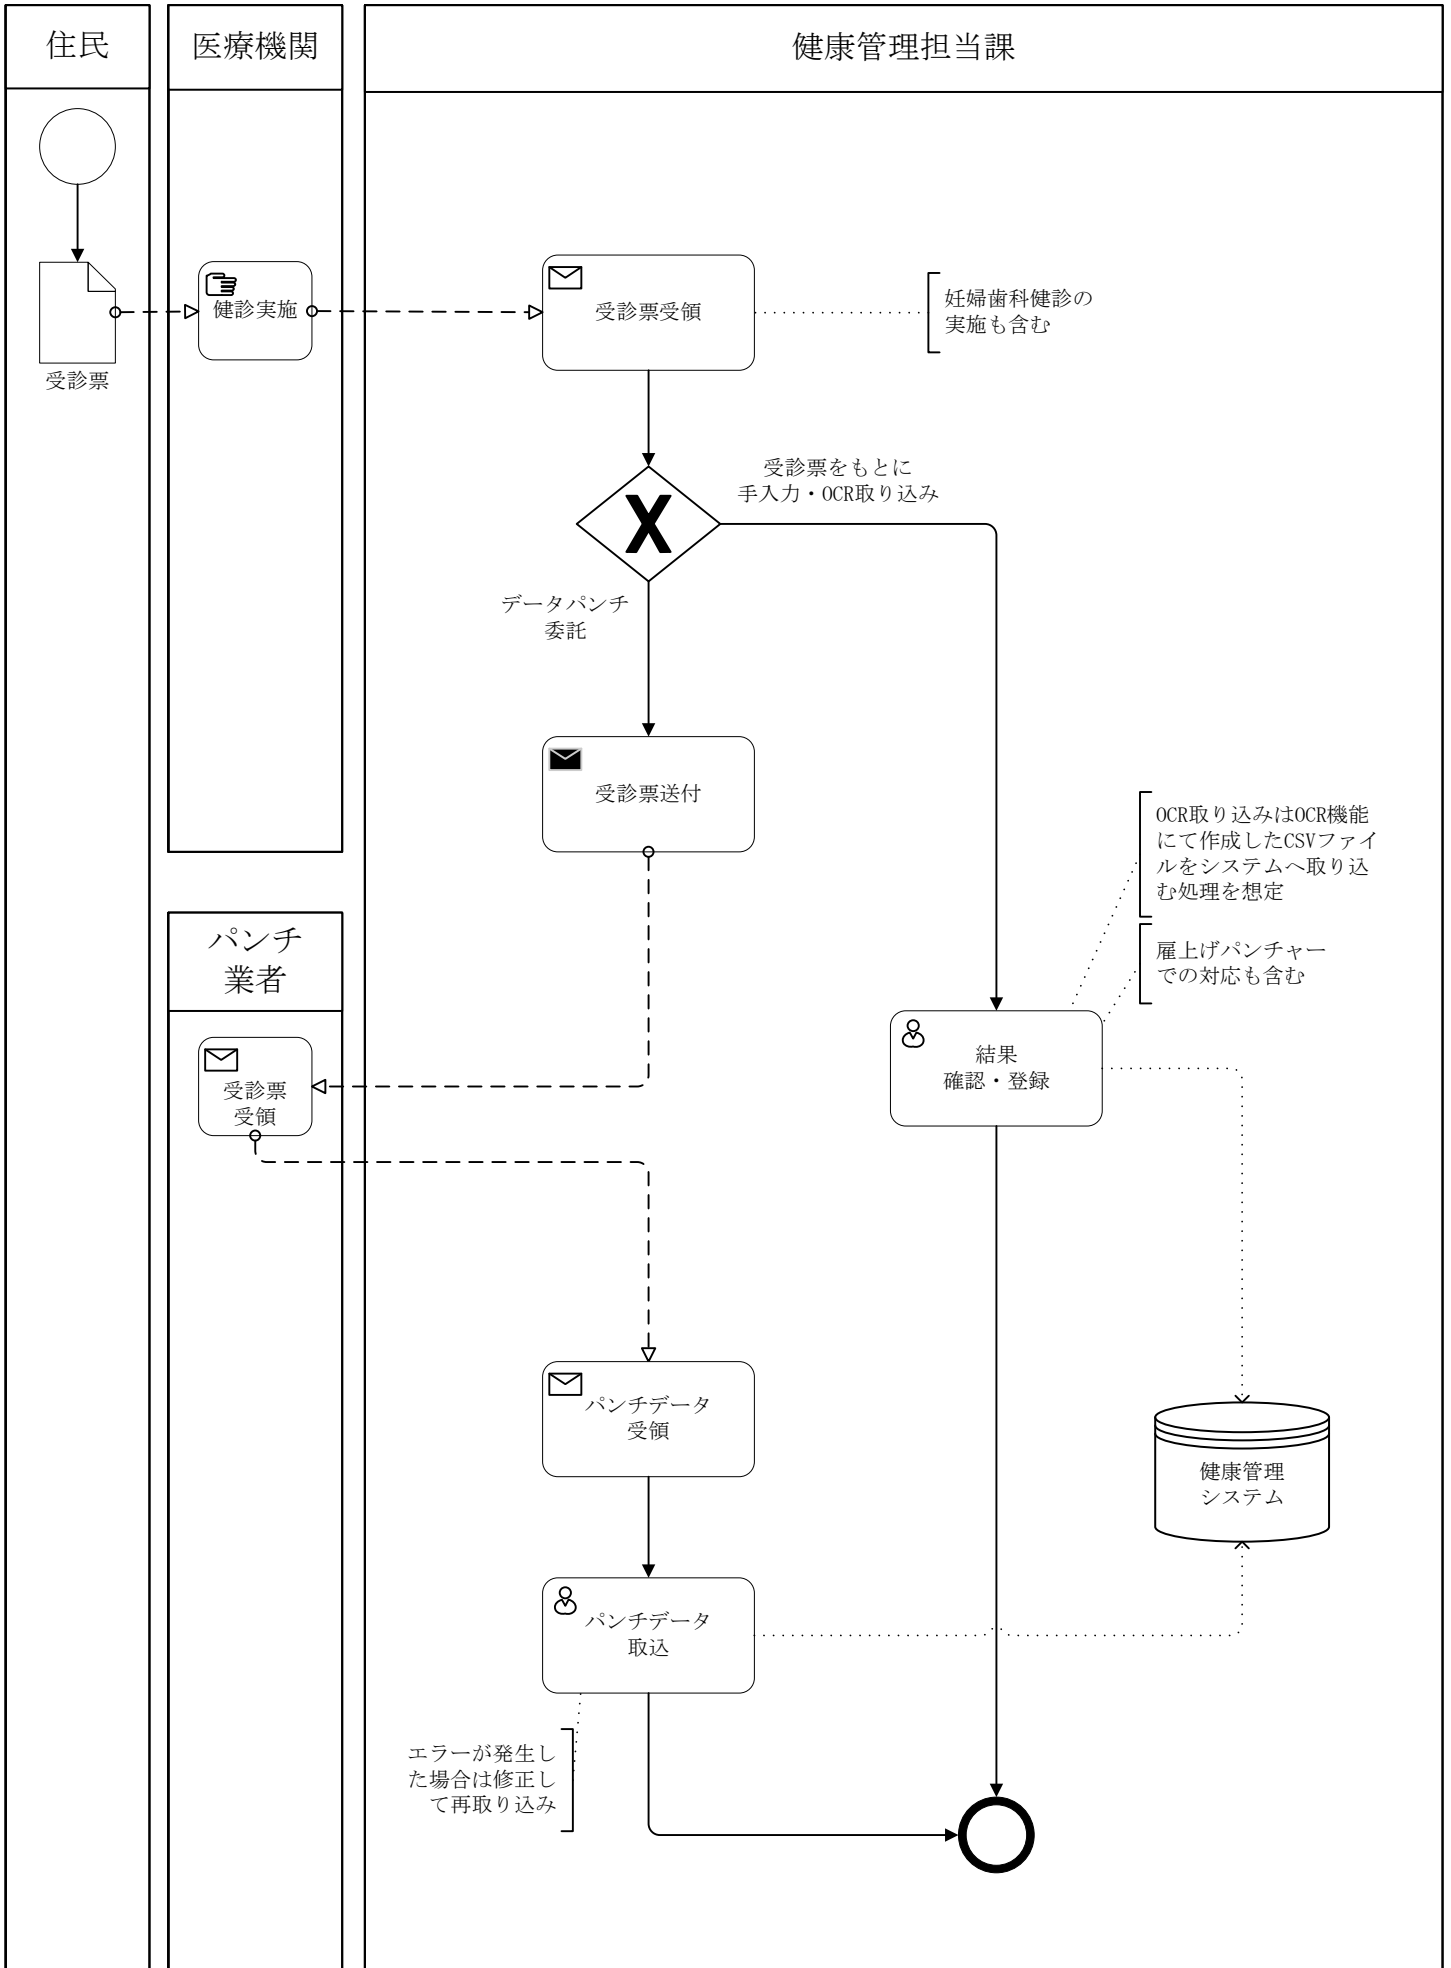 住民
医療機関
健康管理担当課
受診票
健診実施
受診票受領
妊婦歯科健診の
実施も含む
受診票をもとに
手入力・OCR取り込み
データパンチ
委託
受診票送付
OCR取り込みはOCR機能
にて作成したCSVファイ
ルをシステムへ取り込
む処理を想定
雇上げパンチャー
での対応も含む
パンチ
業者
受診票
受領
結果
確認・登録
パンチデータ
受領
健康管理
システム
パンチデータ
取込
エラーが発生し
た場合は修正し
て再取り込み